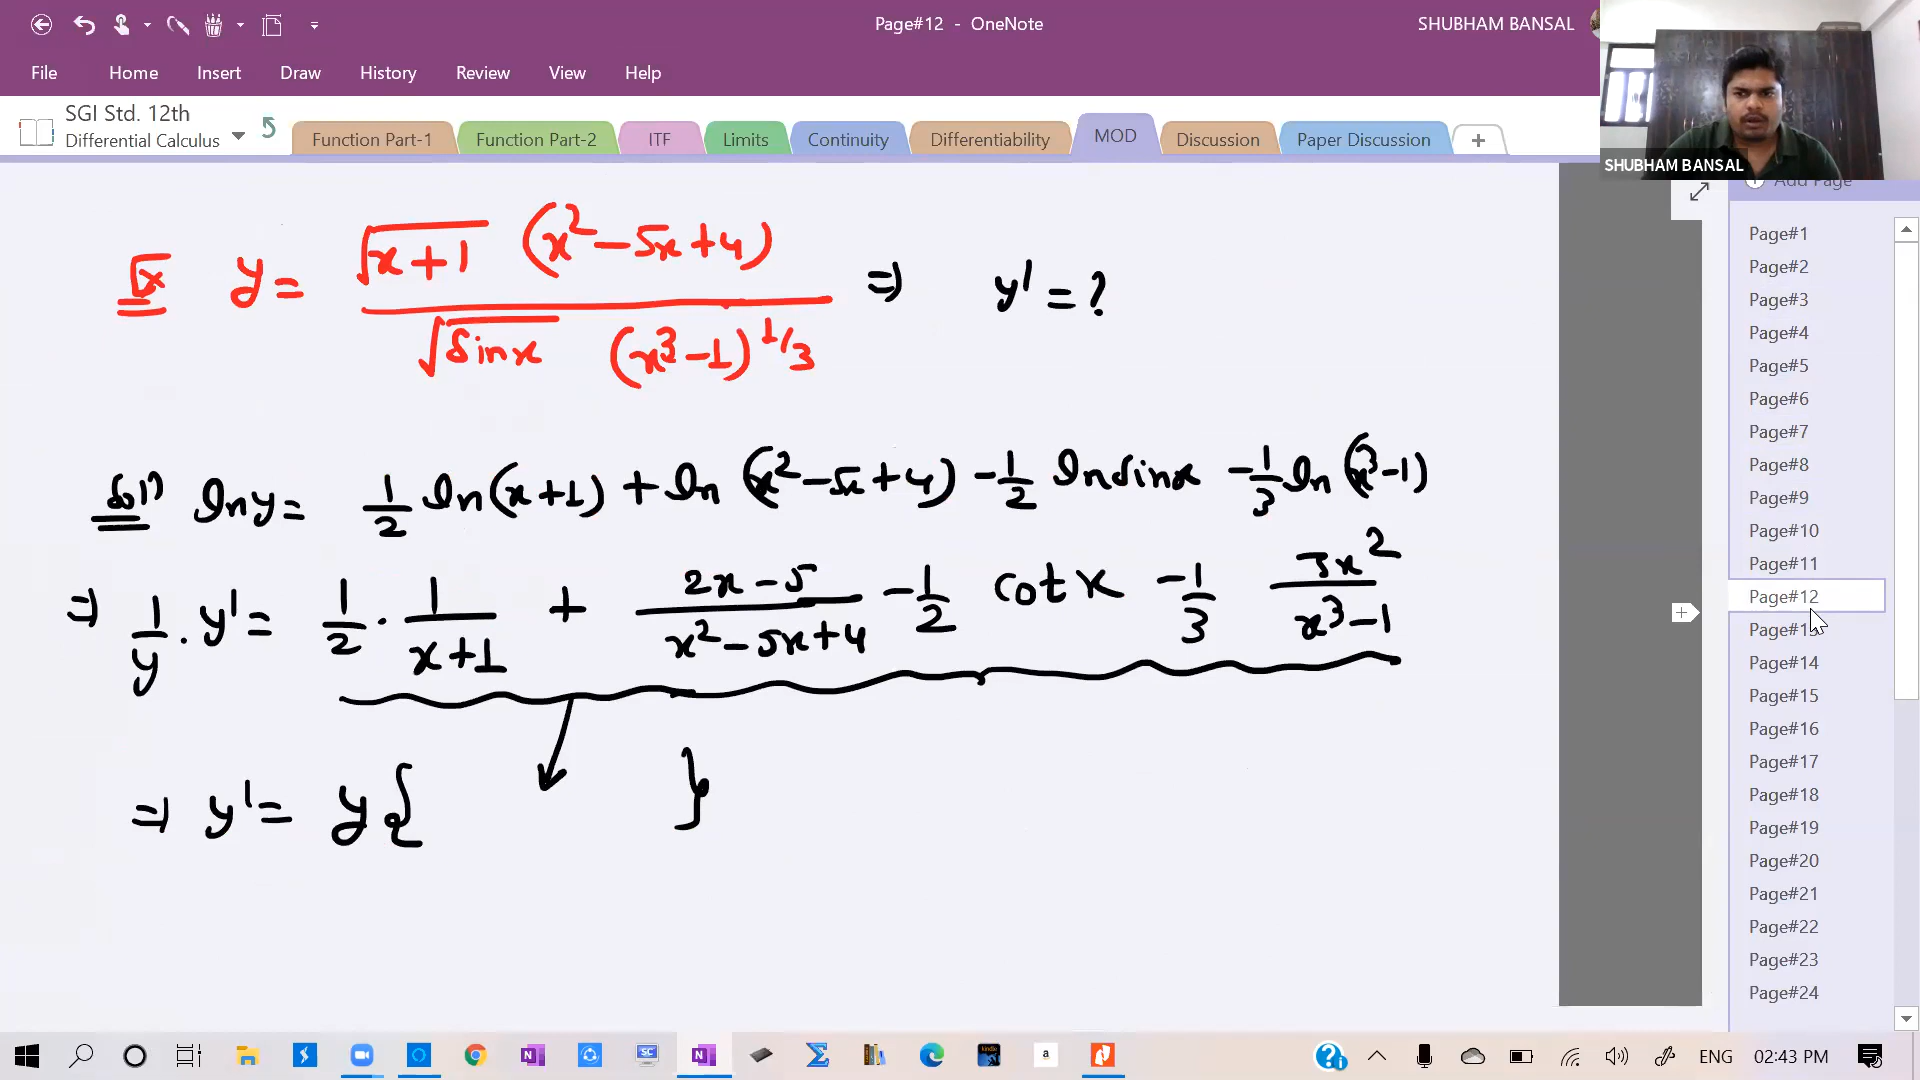 Page#12 - OneNote
SHUBHAM BANSAL
File Home Insert Draw History Review View Help
SGI Std. 12th
Differential Calculus
Function Part-1 Function Part-2 ITF Limits Continuity Differentiability MOD Discussion Paper Discussion +
SHUBHAM BANSAL
Add Page
Ex y = √(x+1) (x²-5x+4) / √(sinx) (x³-1)^1/3 ⇒ y' = ?
Solⁿ ln y = 1/2 ln(x+1) + ln (x²-5x+4) - 1/2 ln sinx - 1/3 ln (x³-1)
⇒ 1/y . y' = 1/2 . 1/(x+1) + (2x-5)/(x²-5x+4) - 1/2 cot x - 1/3 3x²/(x³-1)
⇒ y' = y { }
Page#1
Page#2
Page#3
Page#4
Page#5
Page#6
Page#7
Page#8
Page#9
Page#10
Page#11
Page#12
Page#13
Page#14
Page#15
Page#16
Page#17
Page#18
Page#19
Page#20
Page#21
Page#22
Page#23
Page#24
ENG 02:43 PM